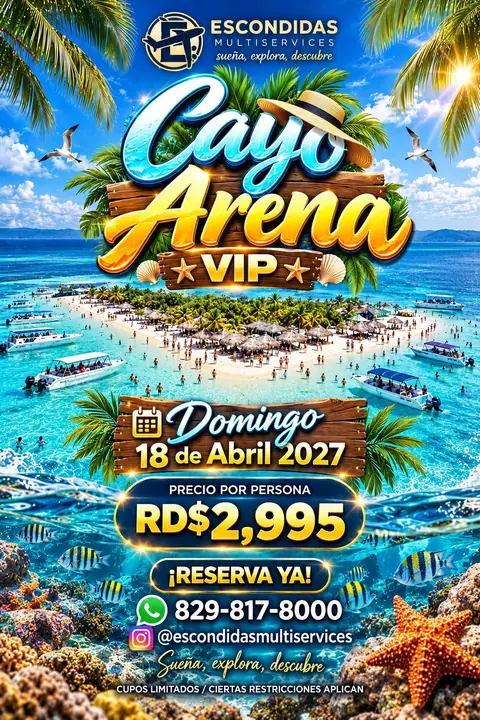 ESCONDIDAS
MULTISERVICES
sueña, explora, descubre
Cayo
Arena
VIP
Domingo
18 de Abril 2027
PRECIO POR PERSONA
RD$2,995
¡RESERVA YA!
829-817-8000
@escondidasmultiservices
Sueña, explora, descubre
CUPOS LIMITADOS / CIERTAS RESTRICCIONES APLICAN